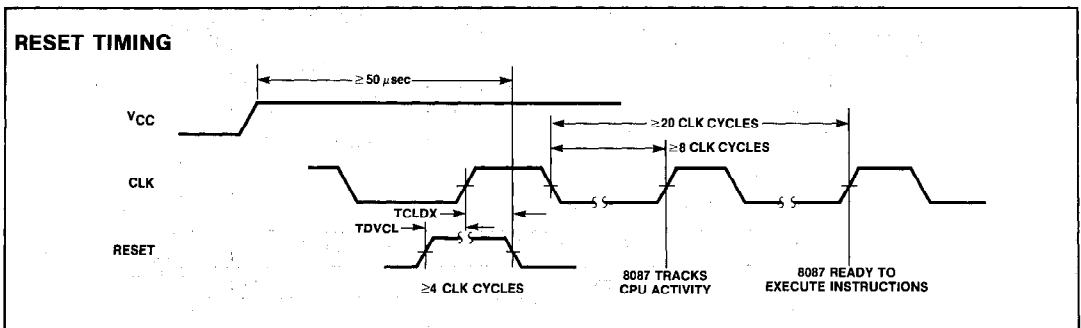 RESET TIMING
≥ 50 μsec
VCC
≥20 CLK CYCLES
≥8 CLK CYCLES
CLK
TCLDX
TDVCL
RESET
≥4 CLK CYCLES
8087 TRACKS
CPU ACTIVITY
8087 READY TO
EXECUTE INSTRUCTIONS